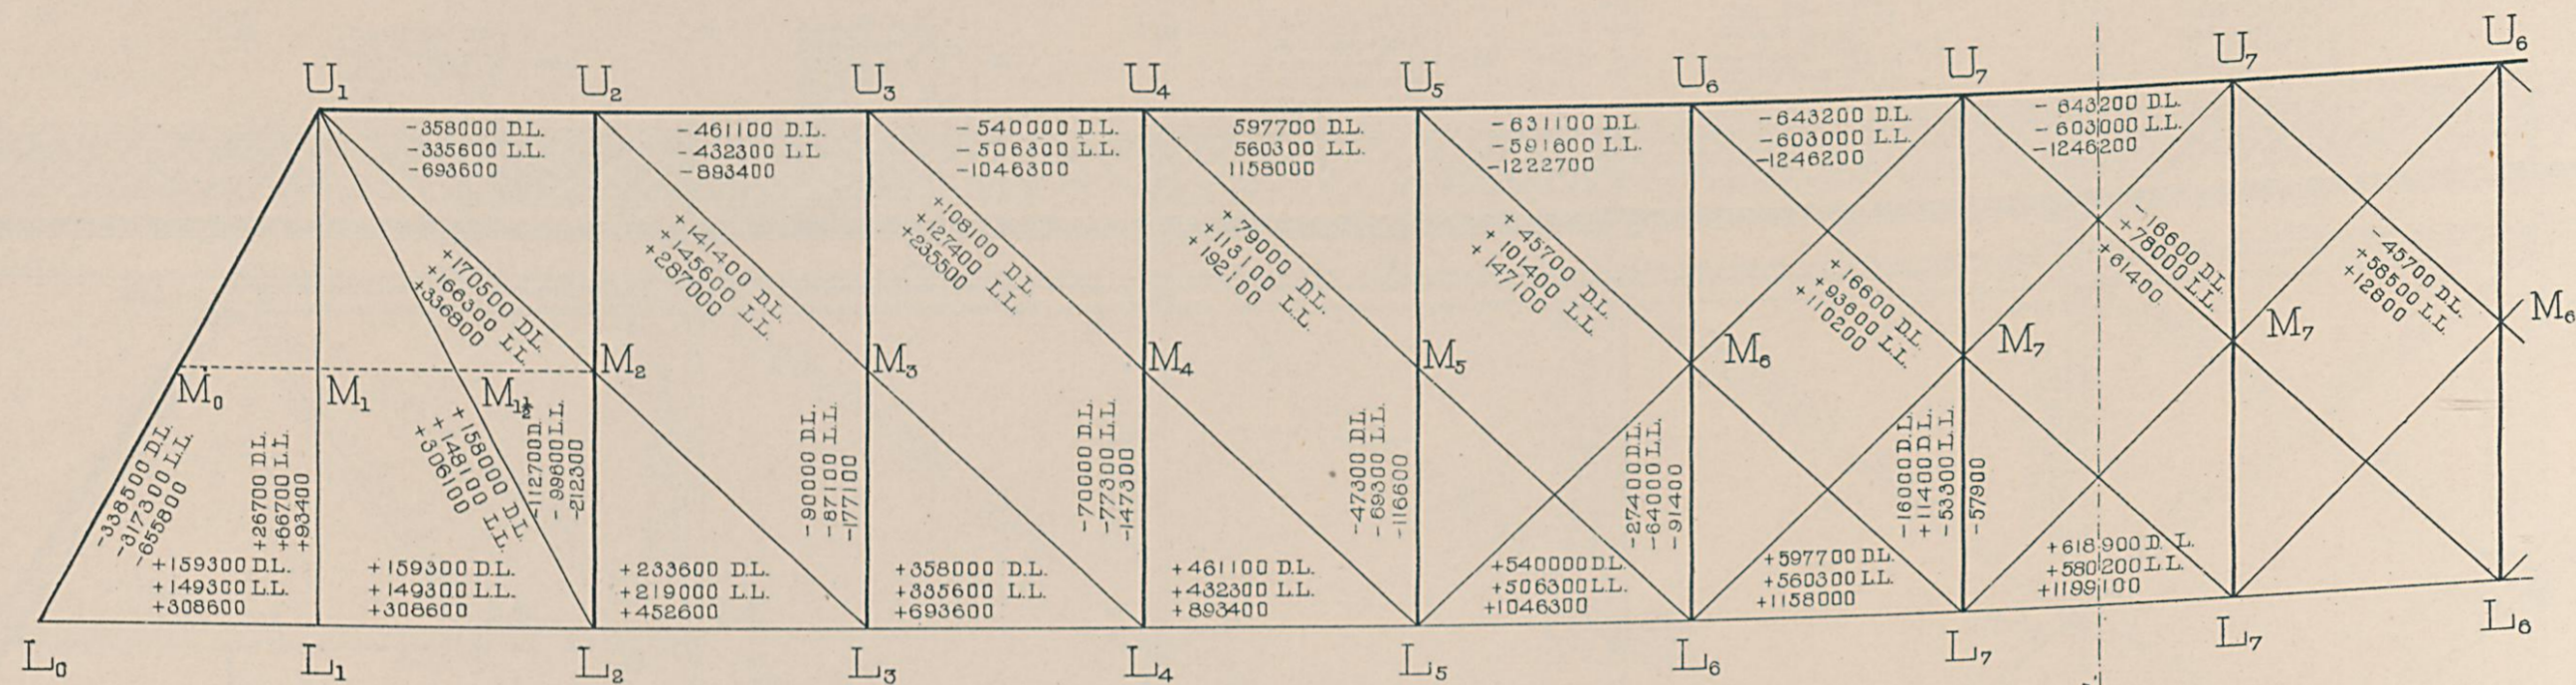 U1 U2 U3 U4 U5 U6 U7 U7 U6
-358000 D.L.
-335600 L.L.
-693600
-461100 D.L.
-432300 L.L
-893400
-540000 D.L.
-506300 L.L.
-1046300
597700 D.L.
560300 L.L.
1158000
-631100 D.L.
-591600 L.L.
-1222700
-643200 D.L.
-603000 L.L.
-1246200
-643200 D.L.
-603000 L.L.
-1246200
+170500 D.L.
+166300 L.L.
+336800
+141400 D.L.
+145600 L.L.
+287000
+108100 D.L.
+127400 L.L.
+235500
+79000 D.L.
+113100 L.L.
+192100
+45700 D.L.
+101400 L.L.
+147100
+16600 D.L.
+93600 L.L.
+110200
-16600 D.L.
+78000 L.L.
+61400
-45700 D.L.
+58500 L.L.
+12800
M0 M1 M1½ M2 M3 M4 M5 M6 M7 M7 M6
-338500 D.L.
-317300 L.L.
-655800
+26700 D.L.
+66700 L.L.
+93400
+158000 D.L.
+148100 L.L.
+306100
-112700 D.
-99600 L.L.
-212300
-90000 D.L.
-87100 L.L.
-177100
-70000 D.L.
-77300 L.L.
-147300
-47300 D.L.
-69300 L.L.
-116600
-27400 D.L.
-64000 L.L.
-91400
-16000 D.L.
+11400 D.L.
-53300 L.L.
-57900
+159300 D.L.
+149300 L.L.
+308600
+159300 D.L.
+149300 L.L.
+308600
+233600 D.L.
+219000 L.L.
+452600
+358000 D.L.
+335600 L.L.
+693600
+461100 D.L.
+432300 L.L.
+893400
+540000 D.L.
+506300 L.L.
+1046300
+597700 D.L.
+560300 L.L.
+1158000
+618900 D.L.
+580200 L.L.
+1199100
L0 L1 L2 L3 L4 L5 L6 L7 L7 L6